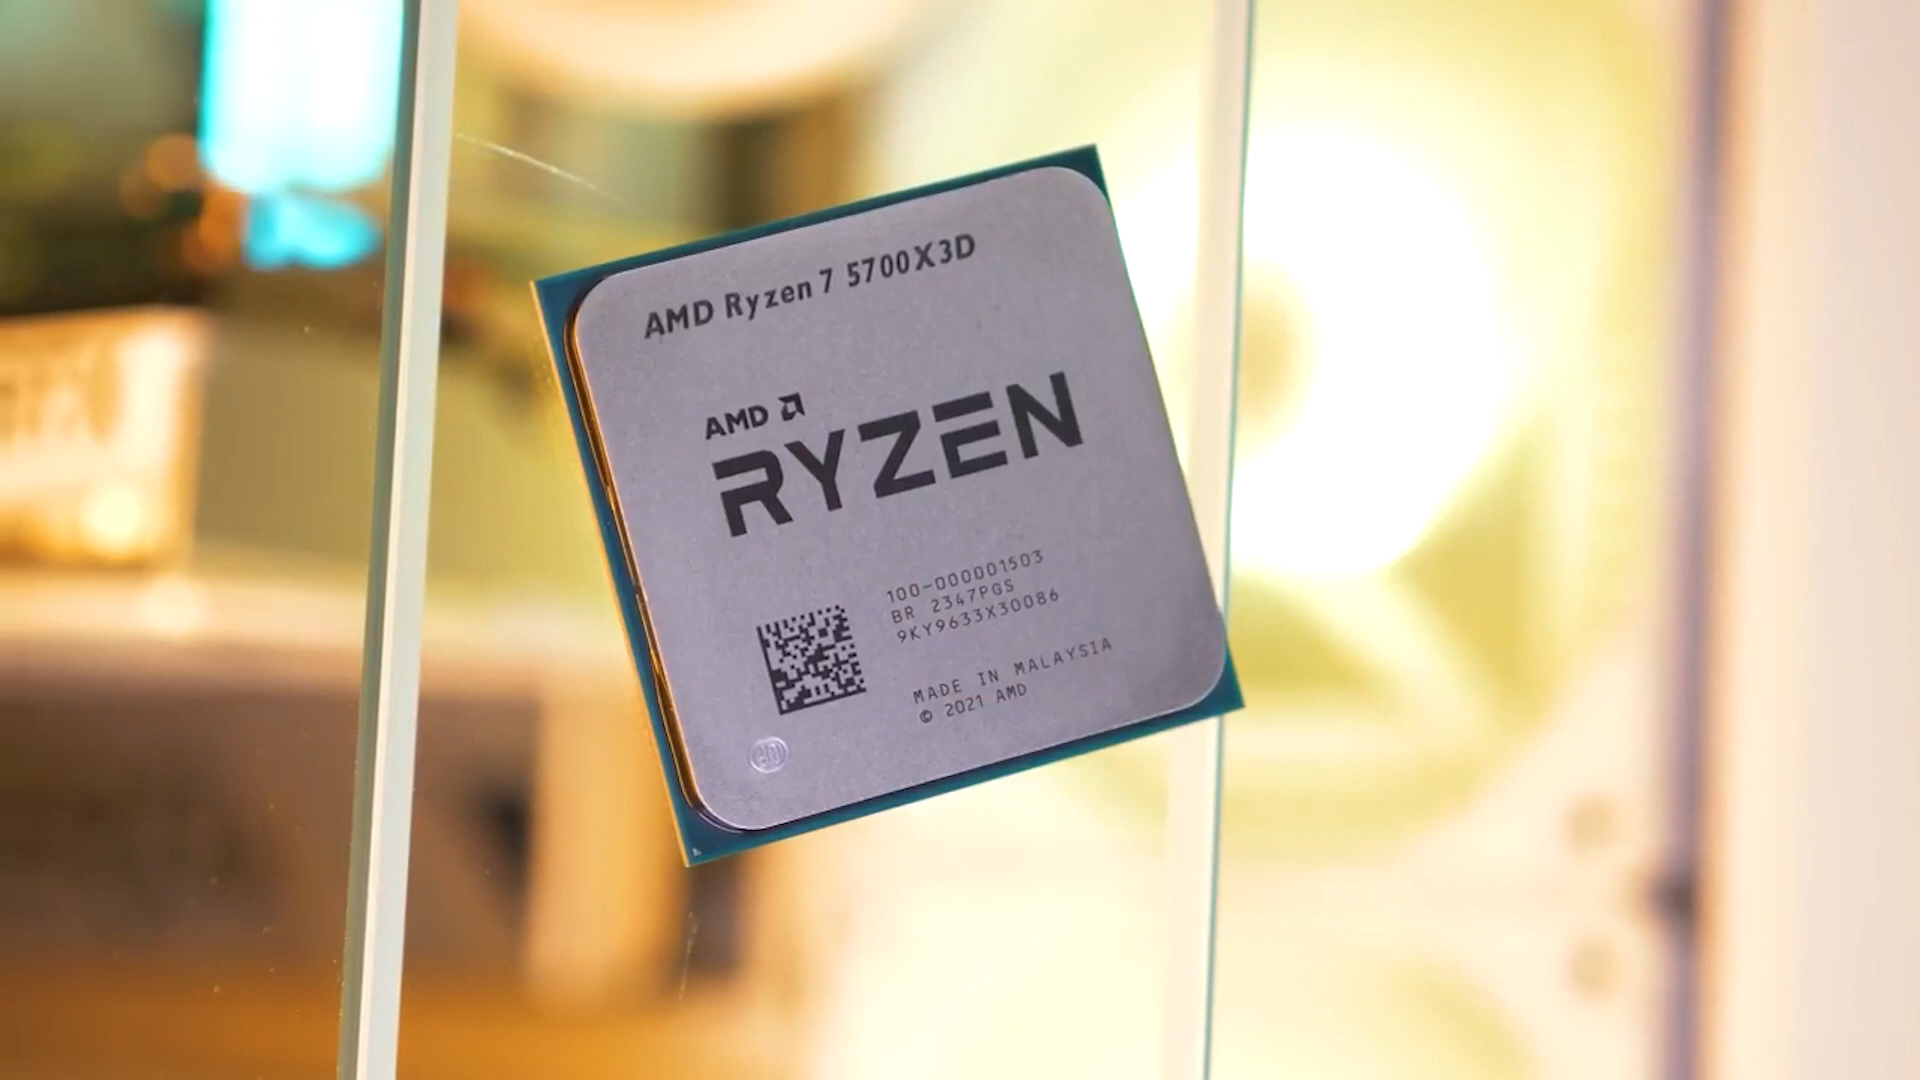 AMD Ryzen 7 5700X3D
AMD
RYZEN
100-000001503
BR 2347PGS
9KY9633X30086
MADE IN MALAYSIA
© 2021 AMD